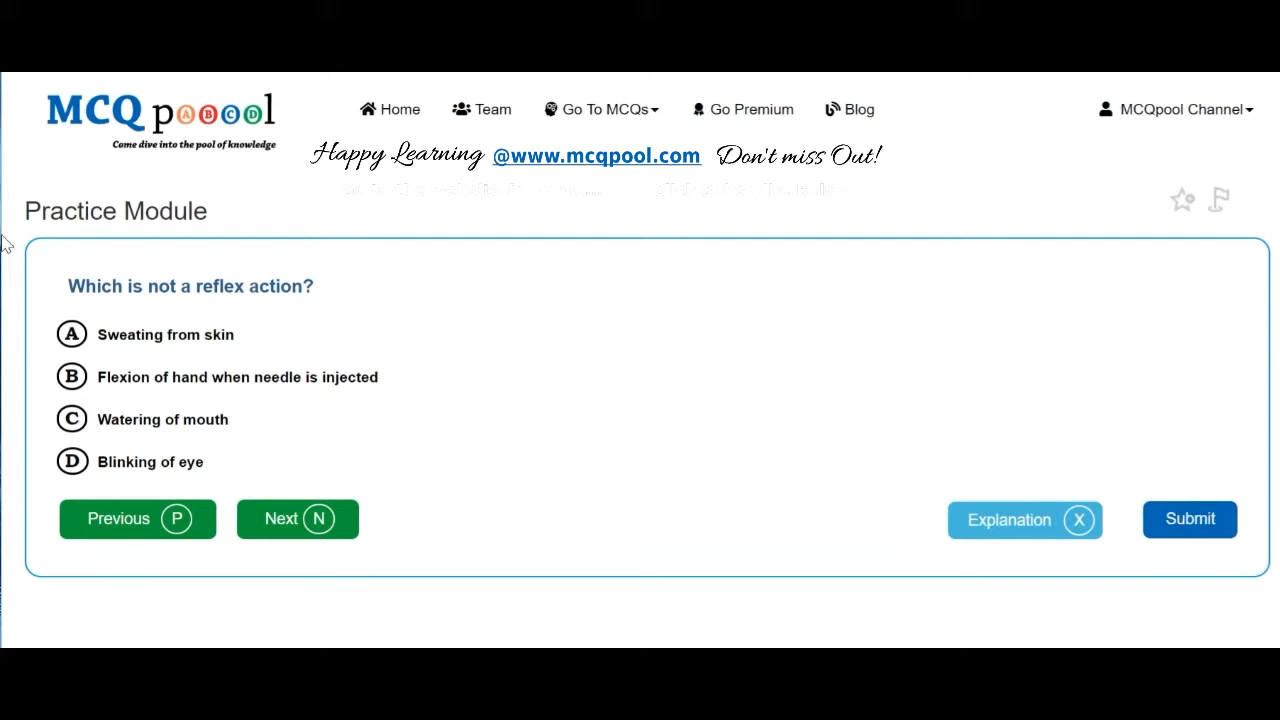 MCQ pABCDl
Come dive into the pool of knowledge
Home Team Go To MCQs Go Premium Blog MCQpool Channel
Happy Learning @www.mcqpool.com Don't miss Out!
Practice Module
Which is not a reflex action?
A Sweating from skin
B Flexion of hand when needle is injected
C Watering of mouth
D Blinking of eye
Previous P Next N Explanation X Submit